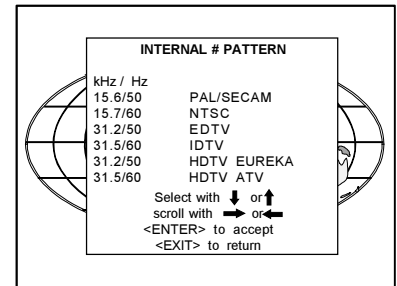 INTERNAL # PATTERN
kHz / Hz
15.6/50 PAL/SECAM
15.7/60 NTSC
31.2/50 EDTV
31.5/60 IDTV
31.2/50 HDTV EUREKA
31.5/60 HDTV ATV
Select with ⬇ or ⬆
scroll with ➡ or ⬅
<ENTER> to accept
<EXIT> to return